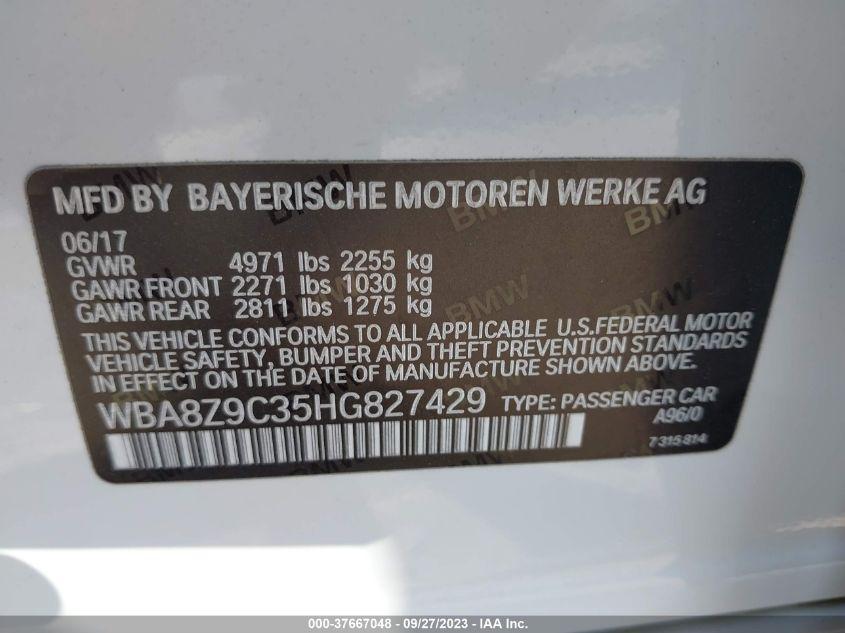 MFD BY BAYERISCHE MOTOREN WERKE AG
06/17
GVWR 4971 lbs 2255 kg
GAWR FRONT 2271 lbs 1030 kg
GAWR REAR 2811 lbs 1275 kg
THIS VEHICLE CONFORMS TO ALL APPLICABLE U.S.FEDERAL MOTOR
VEHICLE SAFETY, BUMPER AND THEFT PREVENTION STANDARDS
IN EFFECT ON THE DATE OF MANUFACTURE SHOWN ABOVE.
WBA8Z9C35HG827429 TYPE: PASSENGER CAR
A96/0
7315814
000-37667048 - 09/27/2023 - © IAA, Inc.